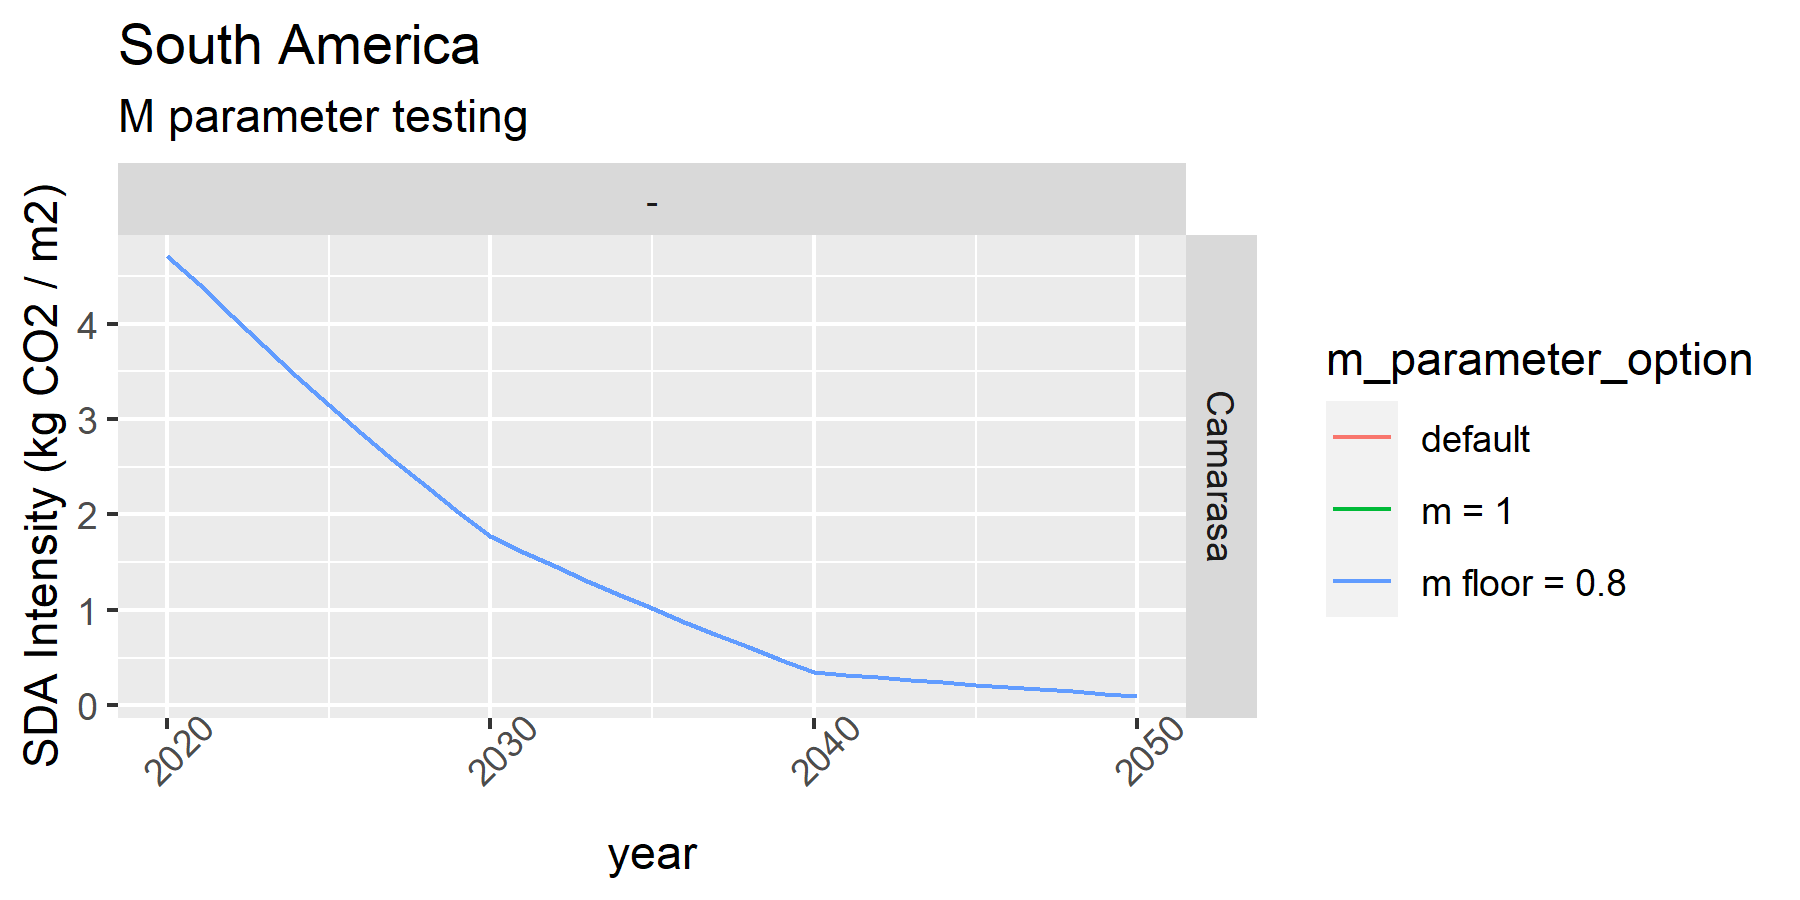 South America
M parameter testing
-
SDA Intensity (kg CO2 / m2)
4
3
2
1
0
Camarasa
2020
2030
2040
2050
year
m_parameter_option
default
m = 1
m floor = 0.8